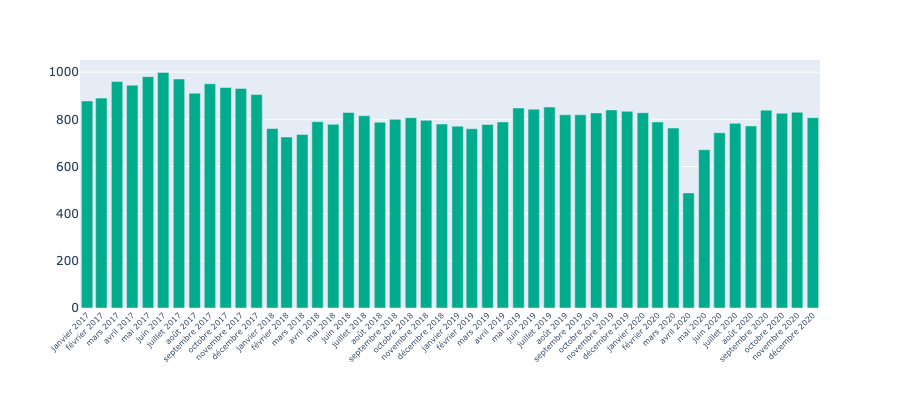 1000
800
600
400
200
0
janvier 2017
février 2017
mars 2017
avril 2017
mai 2017
juin 2017
juillet 2017
août 2017
septembre 2017
octobre 2017
novembre 2017
décembre 2017
janvier 2018
février 2018
mars 2018
avril 2018
mai 2018
juin 2018
juillet 2018
août 2018
septembre 2018
octobre 2018
novembre 2018
décembre 2018
janvier 2019
février 2019
mars 2019
avril 2019
mai 2019
juin 2019
juillet 2019
août 2019
septembre 2019
octobre 2019
novembre 2019
décembre 2019
janvier 2020
février 2020
mars 2020
avril 2020
mai 2020
juin 2020
juillet 2020
août 2020
septembre 2020
octobre 2020
novembre 2020
décembre 2020